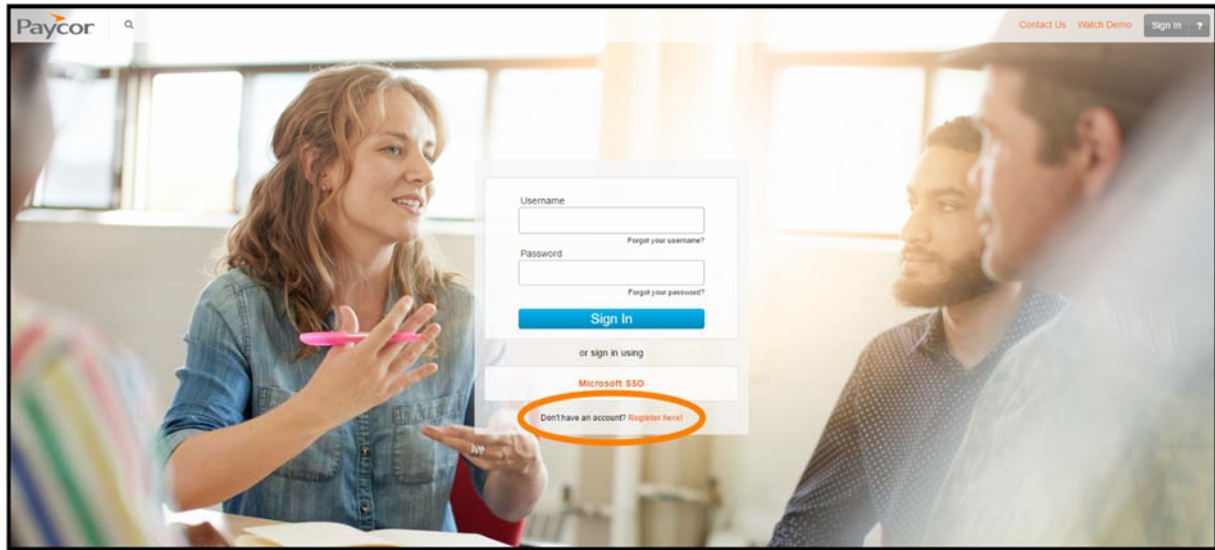 Paycor
Contact Us Watch Demo Sign In ?
Username
Forgot your username?
Password
Forgot your password?
Sign In
or sign in using
Microsoft SSO
Don't have an account? Register here!